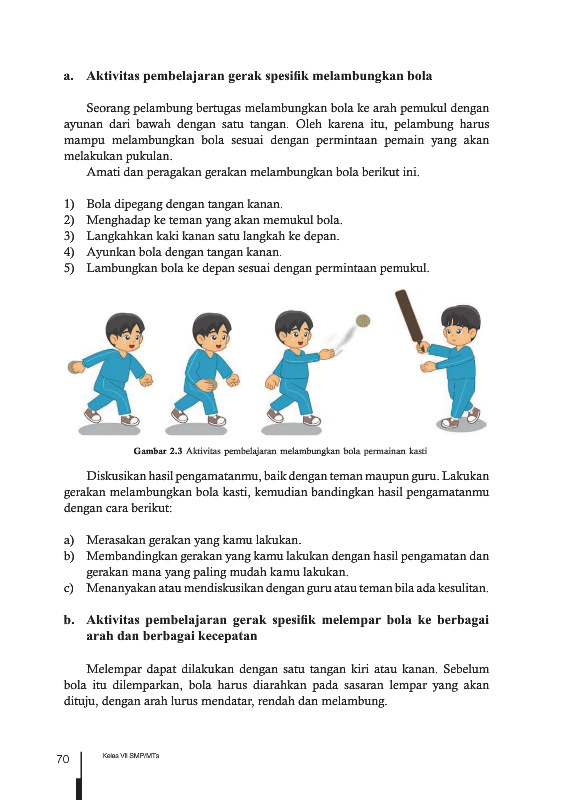 a. Aktivitas pembelajaran gerak spesifik melambungkan bola
Seorang pelambung bertugas melambungkan bola ke arah pemukul dengan
ayunan dari bawah dengan satu tangan. Oleh karena itu, pelambung harus
mampu melambungkan bola sesuai dengan permintaan pemain yang akan
melakukan pukulan.
Amati dan peragakan gerakan melambungkan bola berikut ini.
1) Bola dipegang dengan tangan kanan.
2) Menghadap ke teman yang akan memukul bola.
3) Langkahkan kaki kanan satu langkah ke depan.
4) Ayunkan bola dengan tangan kanan.
5) Lambungkan bola ke depan sesuai dengan permintaan pemukul.
Gambar 2.3 Aktivitas pembelajaran melambungkan bola permainan kasti
Diskusikan hasil pengamatanmu, baik dengan teman maupun guru. Lakukan
gerakan melambungkan bola kasti, kemudian bandingkan hasil pengamatanmu
dengan cara berikut:
a) Merasakan gerakan yang kamu lakukan.
b) Membandingkan gerakan yang kamu lakukan dengan hasil pengamatan dan
gerakan mana yang paling mudah kamu lakukan.
c) Menanyakan atau mendiskusikan dengan guru atau teman bila ada kesulitan.
b. Aktivitas pembelajaran gerak spesifik melempar bola ke berbagai
arah dan berbagai kecepatan
Melempar dapat dilakukan dengan satu tangan kiri atau kanan. Sebelum
bola itu dilemparkan, bola harus diarahkan pada sasaran lempar yang akan
dituju, dengan arah lurus mendatar, rendah dan melambung.
70 Kelas VII SMP/MTs